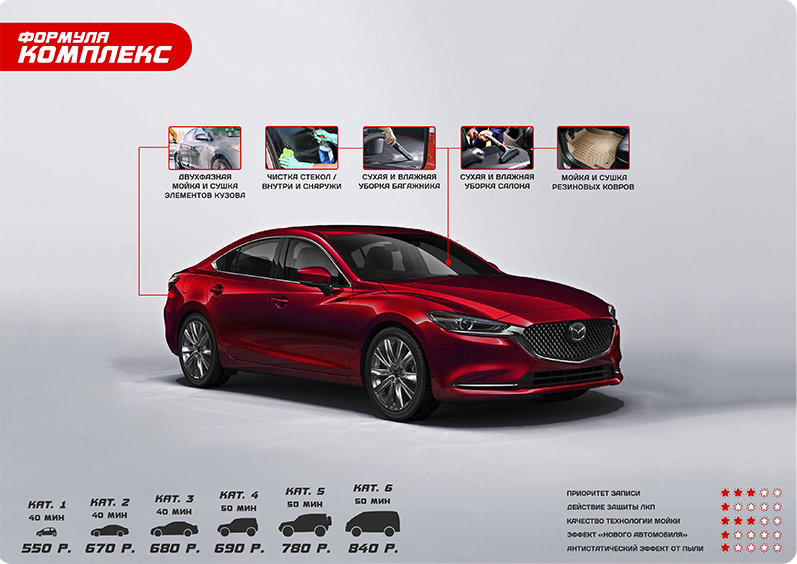 ФОРМУЛА
КОМПЛЕКС
ДВУХФАЗНАЯ
МОЙКА И СУШКА
ЭЛЕМЕНТОВ КУЗОВА
ЧИСТКА СТЕКОЛ /
ВНУТРИ И СНАРУЖИ
СУХАЯ И ВЛАЖНАЯ
УБОРКА БАГАЖНИКА
СУХАЯ И ВЛАЖНАЯ
УБОРКА САЛОНА
МОЙКА И СУШКА
РЕЗИНОВЫХ КОВРОВ
КАТ. 1
40 МИН
550 Р.
КАТ. 2
40 МИН
670 Р.
КАТ. 3
40 МИН
680 Р.
КАТ. 4
50 МИН
690 Р.
КАТ. 5
50 МИН
780 Р.
КАТ. 6
50 МИН
840 Р.
ПРИОРИТЕТ ЗАПИСИ
ДЕЙСТВИЕ ЗАЩИТЫ ЛКП
КАЧЕСТВО ТЕХНОЛОГИИ МОЙКИ
ЭФФЕКТ «НОВОГО АВТОМОБИЛЯ»
АНТИСТАТИЧЕСКИЙ ЭФФЕКТ ОТ ПЫЛИ